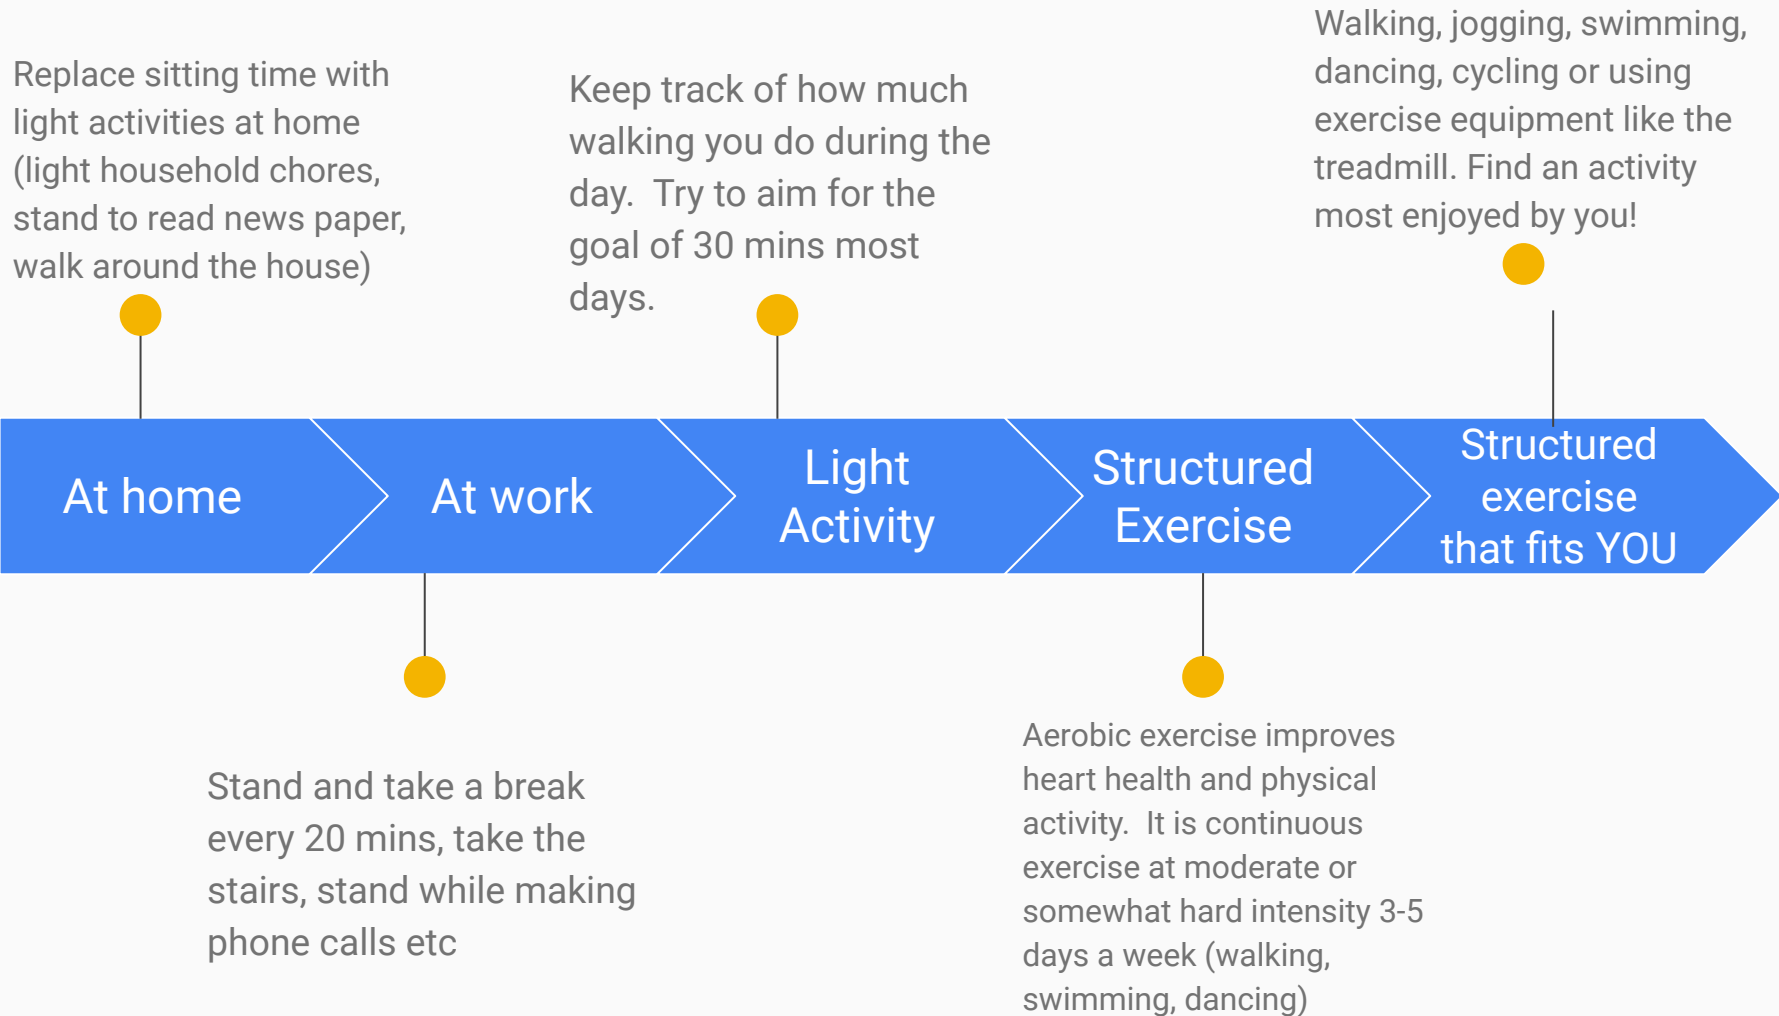 Replace sitting time with
light activities at home
(light household chores,
stand to read news paper,
walk around the house)
Keep track of how much
walking you do during the
day.  Try to aim for the
goal of 30 mins most
days.
Walking, jogging, swimming,
dancing, cycling or using
exercise equipment like the
treadmill. Find an activity
most enjoyed by you!
At home
At work
Light
Activity
Structured
Exercise
Structured
exercise
that fits YOU
Stand and take a break
every 20 mins, take the
stairs, stand while making
phone calls etc
Aerobic exercise improves
heart health and physical
activity.  It is continuous
exercise at moderate or
somewhat hard intensity 3-5
days a week (walking,
swimming, dancing)